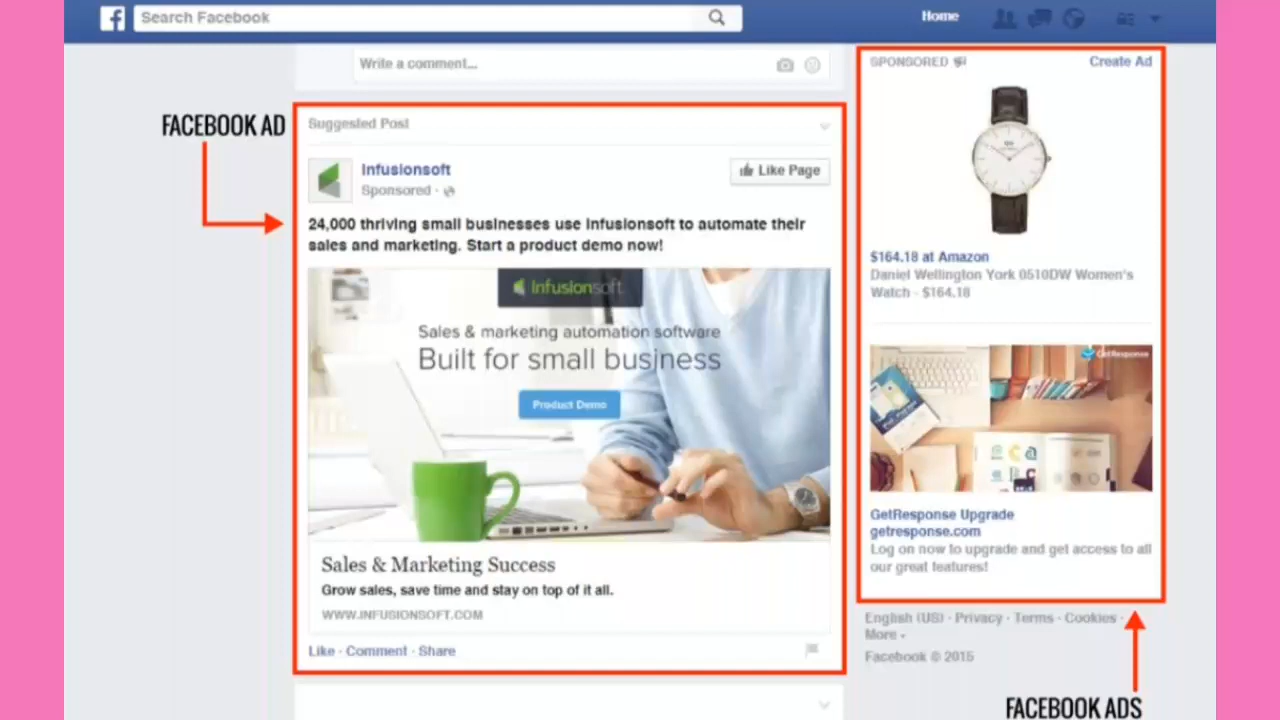 Search Facebook
Home
Write a comment...
FACEBOOK AD
Suggested Post
Infusionsoft
Sponsored ·
Like Page
24,000 thriving small businesses use Infusionsoft to automate their
sales and marketing. Start a product demo now!
Infusionsoft
Sales & marketing automation software
Built for small business
Product Demo
Sales & Marketing Success
Grow sales, save time and stay on top of it all.
WWW.INFUSIONSOFT.COM
Like · Comment · Share
SPONSORED
Create Ad
$164.18 at Amazon
Daniel Wellington York 0510DW Women's
Watch - $164.18
GetResponse
GetResponse Upgrade
getresponse.com
Log on now to upgrade and get access to all
our great features!
English (US) · Privacy · Terms · Cookies ·
More
Facebook © 2015
FACEBOOK ADS